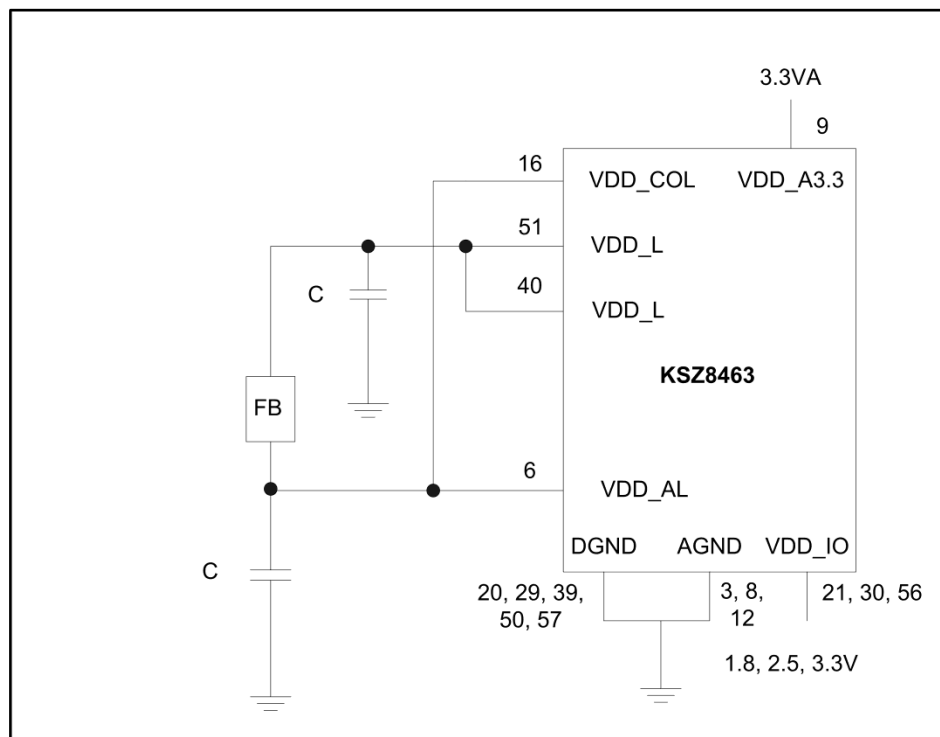 3.3VA
9
16
VDD_COL
VDD_A3.3
51
VDD_L
C
40
VDD_L
KSZ8463
FB
6
VDD_AL
DGND
AGND
VDD_IO
C
20, 29, 39,
50, 57
3, 8,
12
21, 30, 56
1.8, 2.5, 3.3V